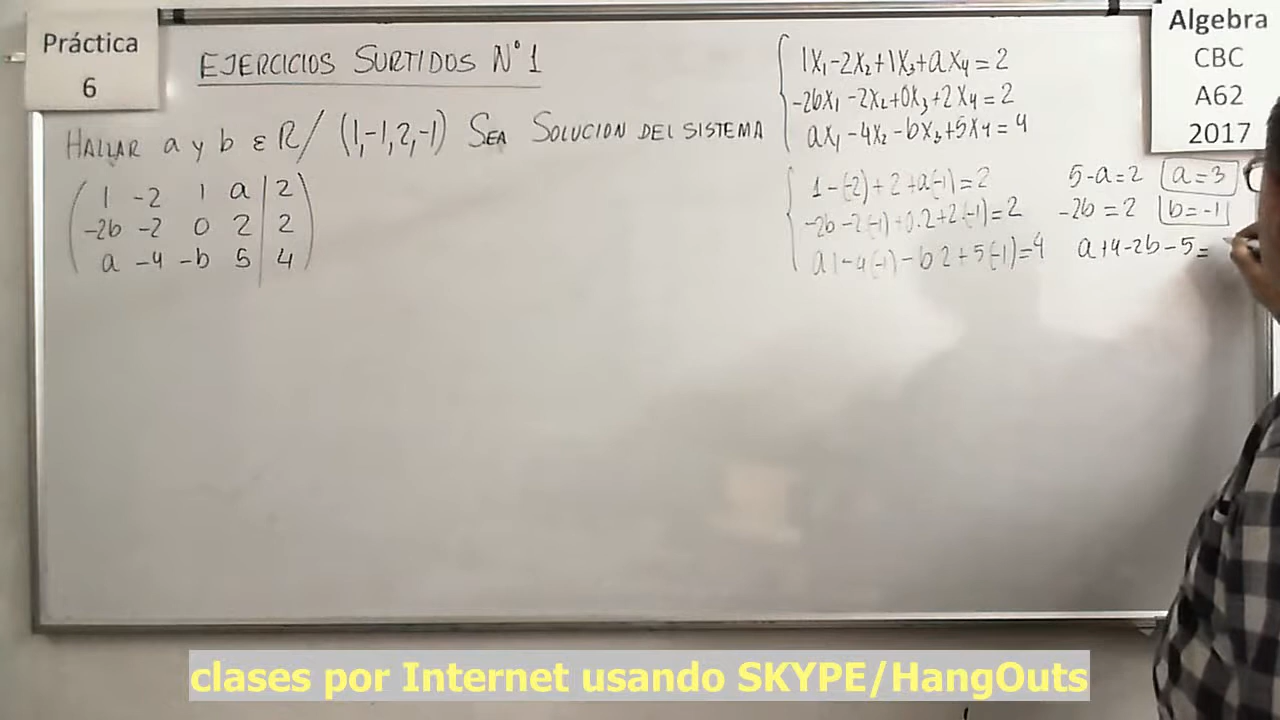 Práctica
6
EJERCICIOS SURTIDOS N°1
HALLAR a y b ε R / (1,-1,2,-1) SEA SOLUCION DEL SISTEMA
1X₁-2X₂+1X₃+aX₄=2
-2bX₁-2X₂+0X₃+2X₄=2
aX₁-4X₂-bX₃+5X₄=4
Algebra
CBC
A62
2017
1 -2 1 a | 2
-2b -2 0 2 | 2
a -4 -b 5 | 4
1-(-2)+2+a(-1)=2
-2b-2(-1)+0.2+2.(-1)=2
a1-4(-1)-b2+5(-1)=4
5-a=2 a=3
-2b=2 b=-1
a+4-2b-5=
clases por Internet usando SKYPE/HangOuts